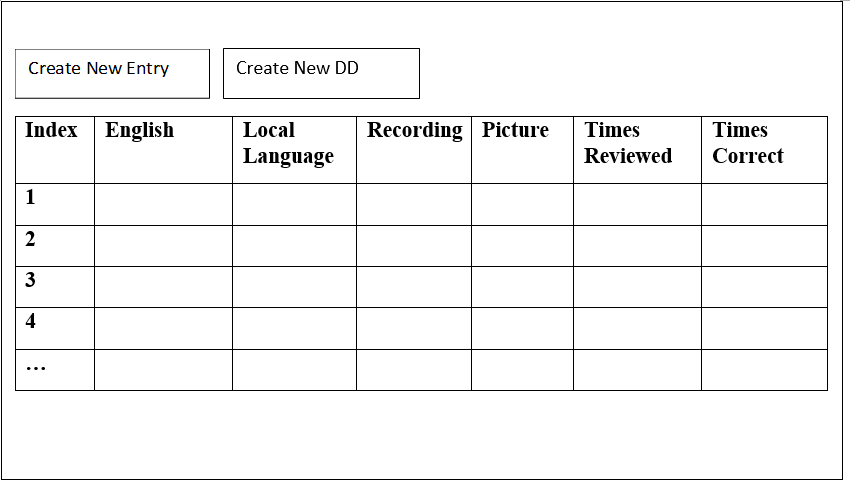 Create New Entry
Create New DD
Index English Local Language Recording Picture Times Reviewed Times Correct
1
2
3
4
…